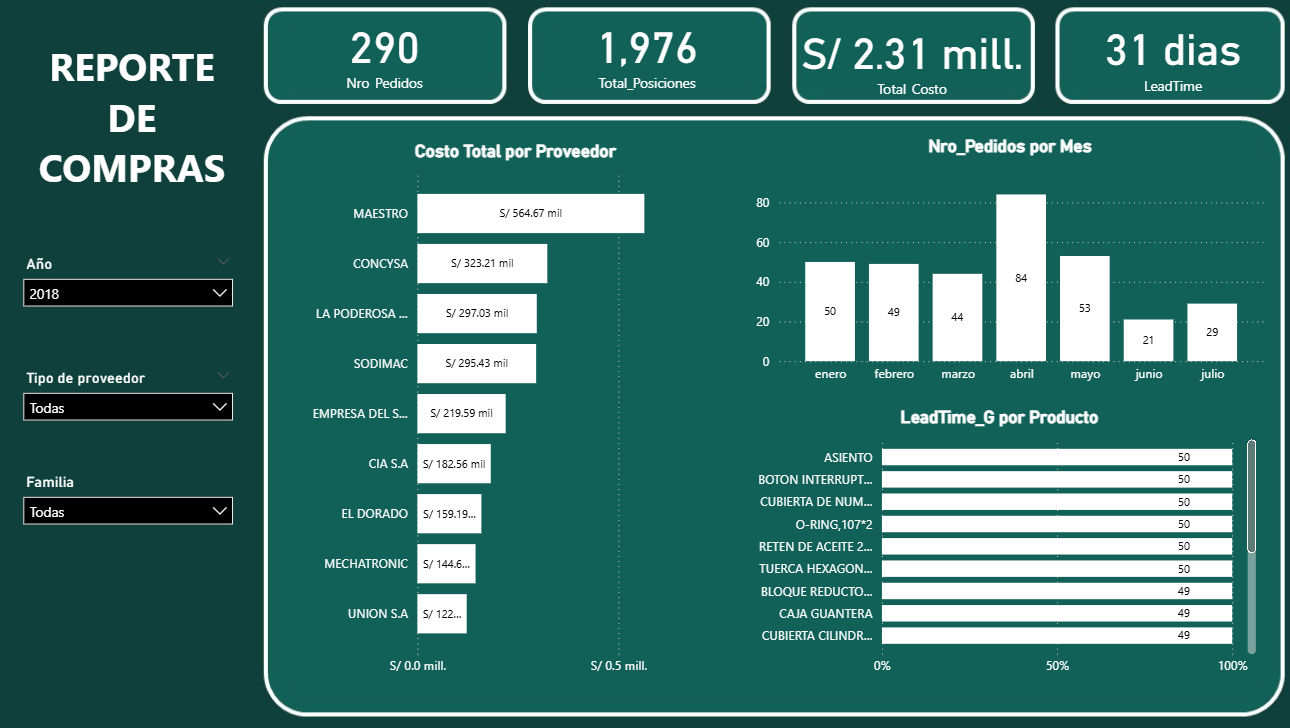 REPORTE
DE
COMPRAS
Año
2018
Tipo de proveedor
Todas
Familia
Todas
290
Nro Pedidos
1,976
Total_Posiciones
S/ 2.31 mill.
Total Costo
31 dias
LeadTime
Costo Total por Proveedor
MAESTRO S/ 564.67 mil
CONCYSA S/ 323.21 mil
LA PODEROSA ... S/ 297.03 mil
SODIMAC S/ 295.43 mil
EMPRESA DEL S... S/ 219.59 mil
CIA S.A S/ 182.56 mil
EL DORADO S/ 159.19...
MECHATRONIC S/ 144.6...
UNION S.A S/ 122...
S/ 0.0 mill. S/ 0.5 mill.
Nro_Pedidos por Mes
80
60
40
20
0
50 49 44 84 53 21 29
enero febrero marzo abril mayo junio julio
LeadTime_G por Producto
ASIENTO 50
BOTON INTERRUPT... 50
CUBIERTA DE NUM... 50
O-RING,107*2 50
RETEN DE ACEITE 2... 50
TUERCA HEXAGON... 50
BLOQUE REDUCTO... 49
CAJA GUANTERA 49
CUBIERTA CILINDR... 49
0% 50% 100%